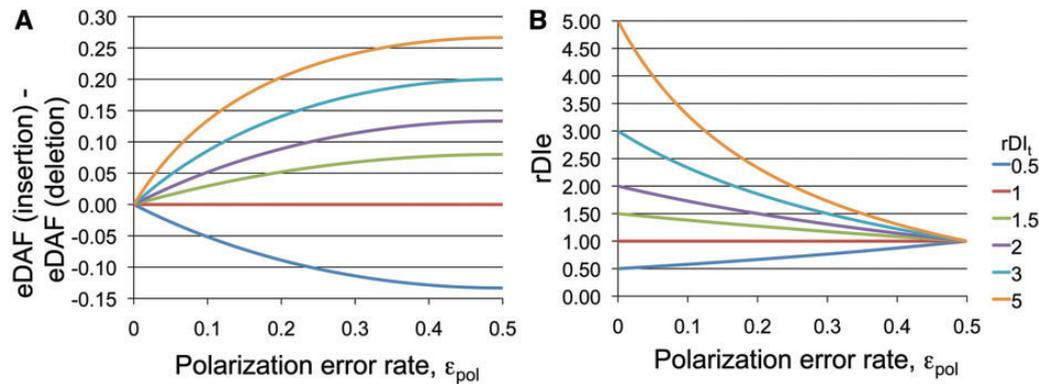 A
0.30
0.25
0.20
0.15
0.10
0.05
0.00
-0.05
-0.10
-0.15
eDAF (insertion) -
eDAF (deletion)
0 0.1 0.2 0.3 0.4 0.5
Polarization error rate, εpol
B
5.00
4.50
4.00
3.50
3.00
2.50
2.00
1.50
1.00
0.50
0.00
rDIe
0 0.1 0.2 0.3 0.4 0.5
Polarization error rate, εpol
rDIt
0.5
1
1.5
2
3
5